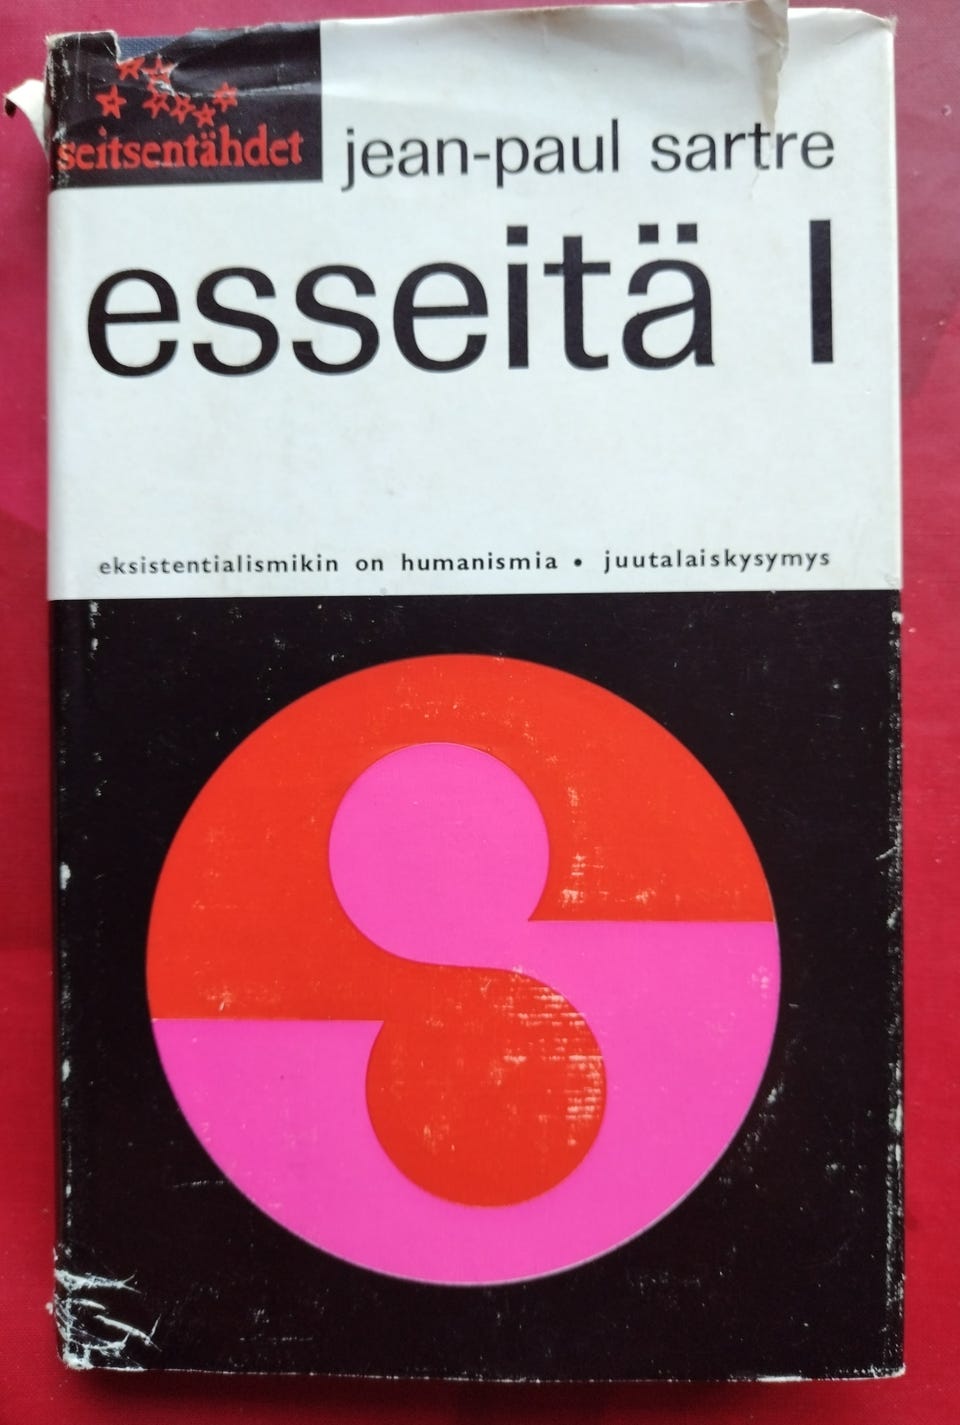 seitsentähdet
jean-paul sartre
esseitä I
eksistentialismikin on humanismia • juutalaiskysymys